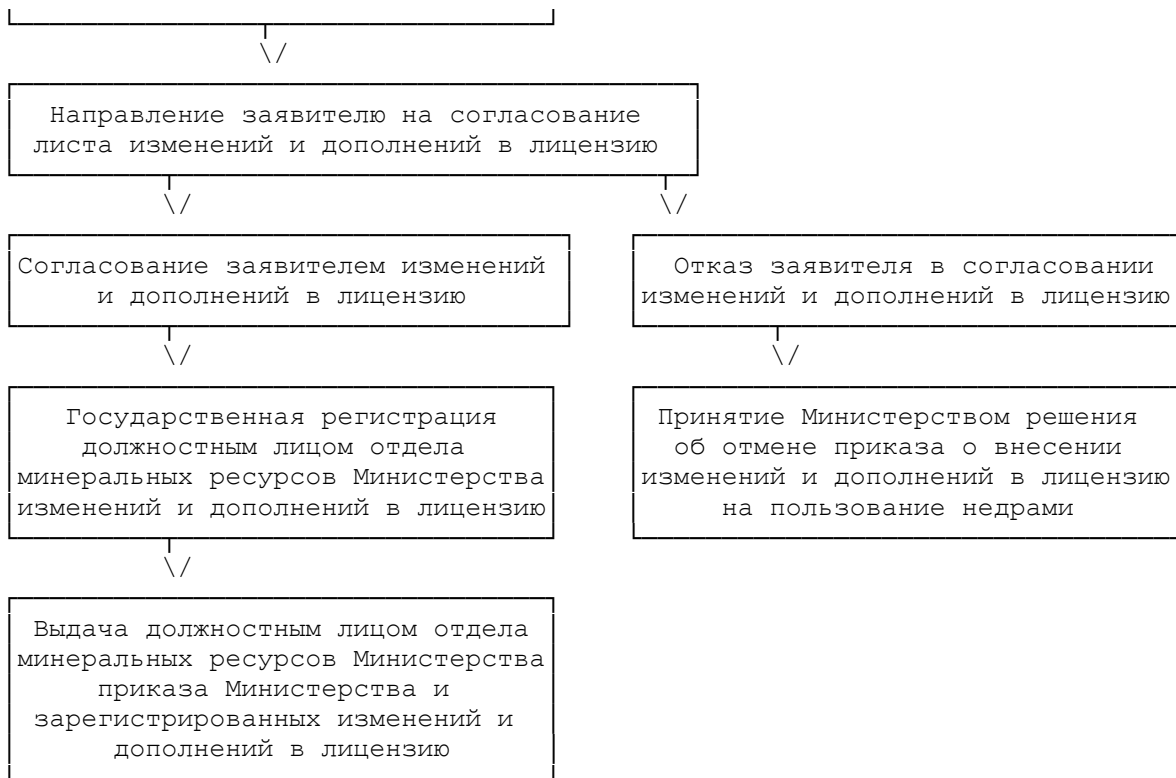 Направление заявителю на согласование
листа изменений и дополнений в лицензию
Согласование заявителем изменений
и дополнений в лицензию
Отказ заявителя в согласовании
изменений и дополнений в лицензию
Государственная регистрация
должностным лицом отдела
минеральных ресурсов Министерства
изменений и дополнений в лицензию
Принятие Министерством решения
об отмене приказа о внесении
изменений и дополнений в лицензию
на пользование недрами
Выдача должностным лицом отдела
минеральных ресурсов Министерства
приказа Министерства и
зарегистрированных изменений и
дополнений в лицензию